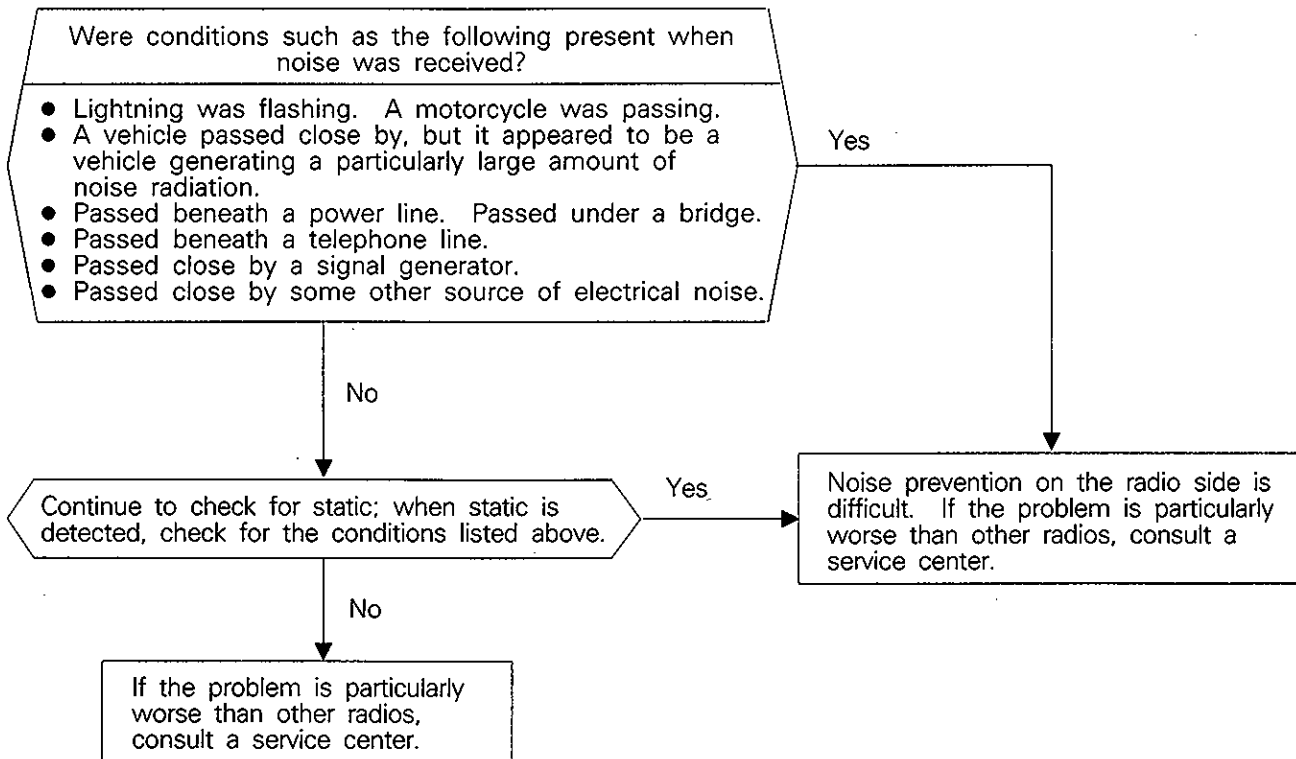 Were conditions such as the following present when
noise was received?
● Lightning was flashing. A motorcycle was passing.
● A vehicle passed close by, but it appeared to be a
vehicle generating a particularly large amount of
noise radiation.
● Passed beneath a power line. Passed under a bridge.
● Passed beneath a telephone line.
● Passed close by a signal generator.
● Passed close by some other source of electrical noise.
Yes
No
Continue to check for static; when static is
detected, check for the conditions listed above.
Yes
Noise prevention on the radio side is
difficult. If the problem is particularly
worse than other radios, consult a
service center.
No
If the problem is particularly
worse than other radios,
consult a service center.